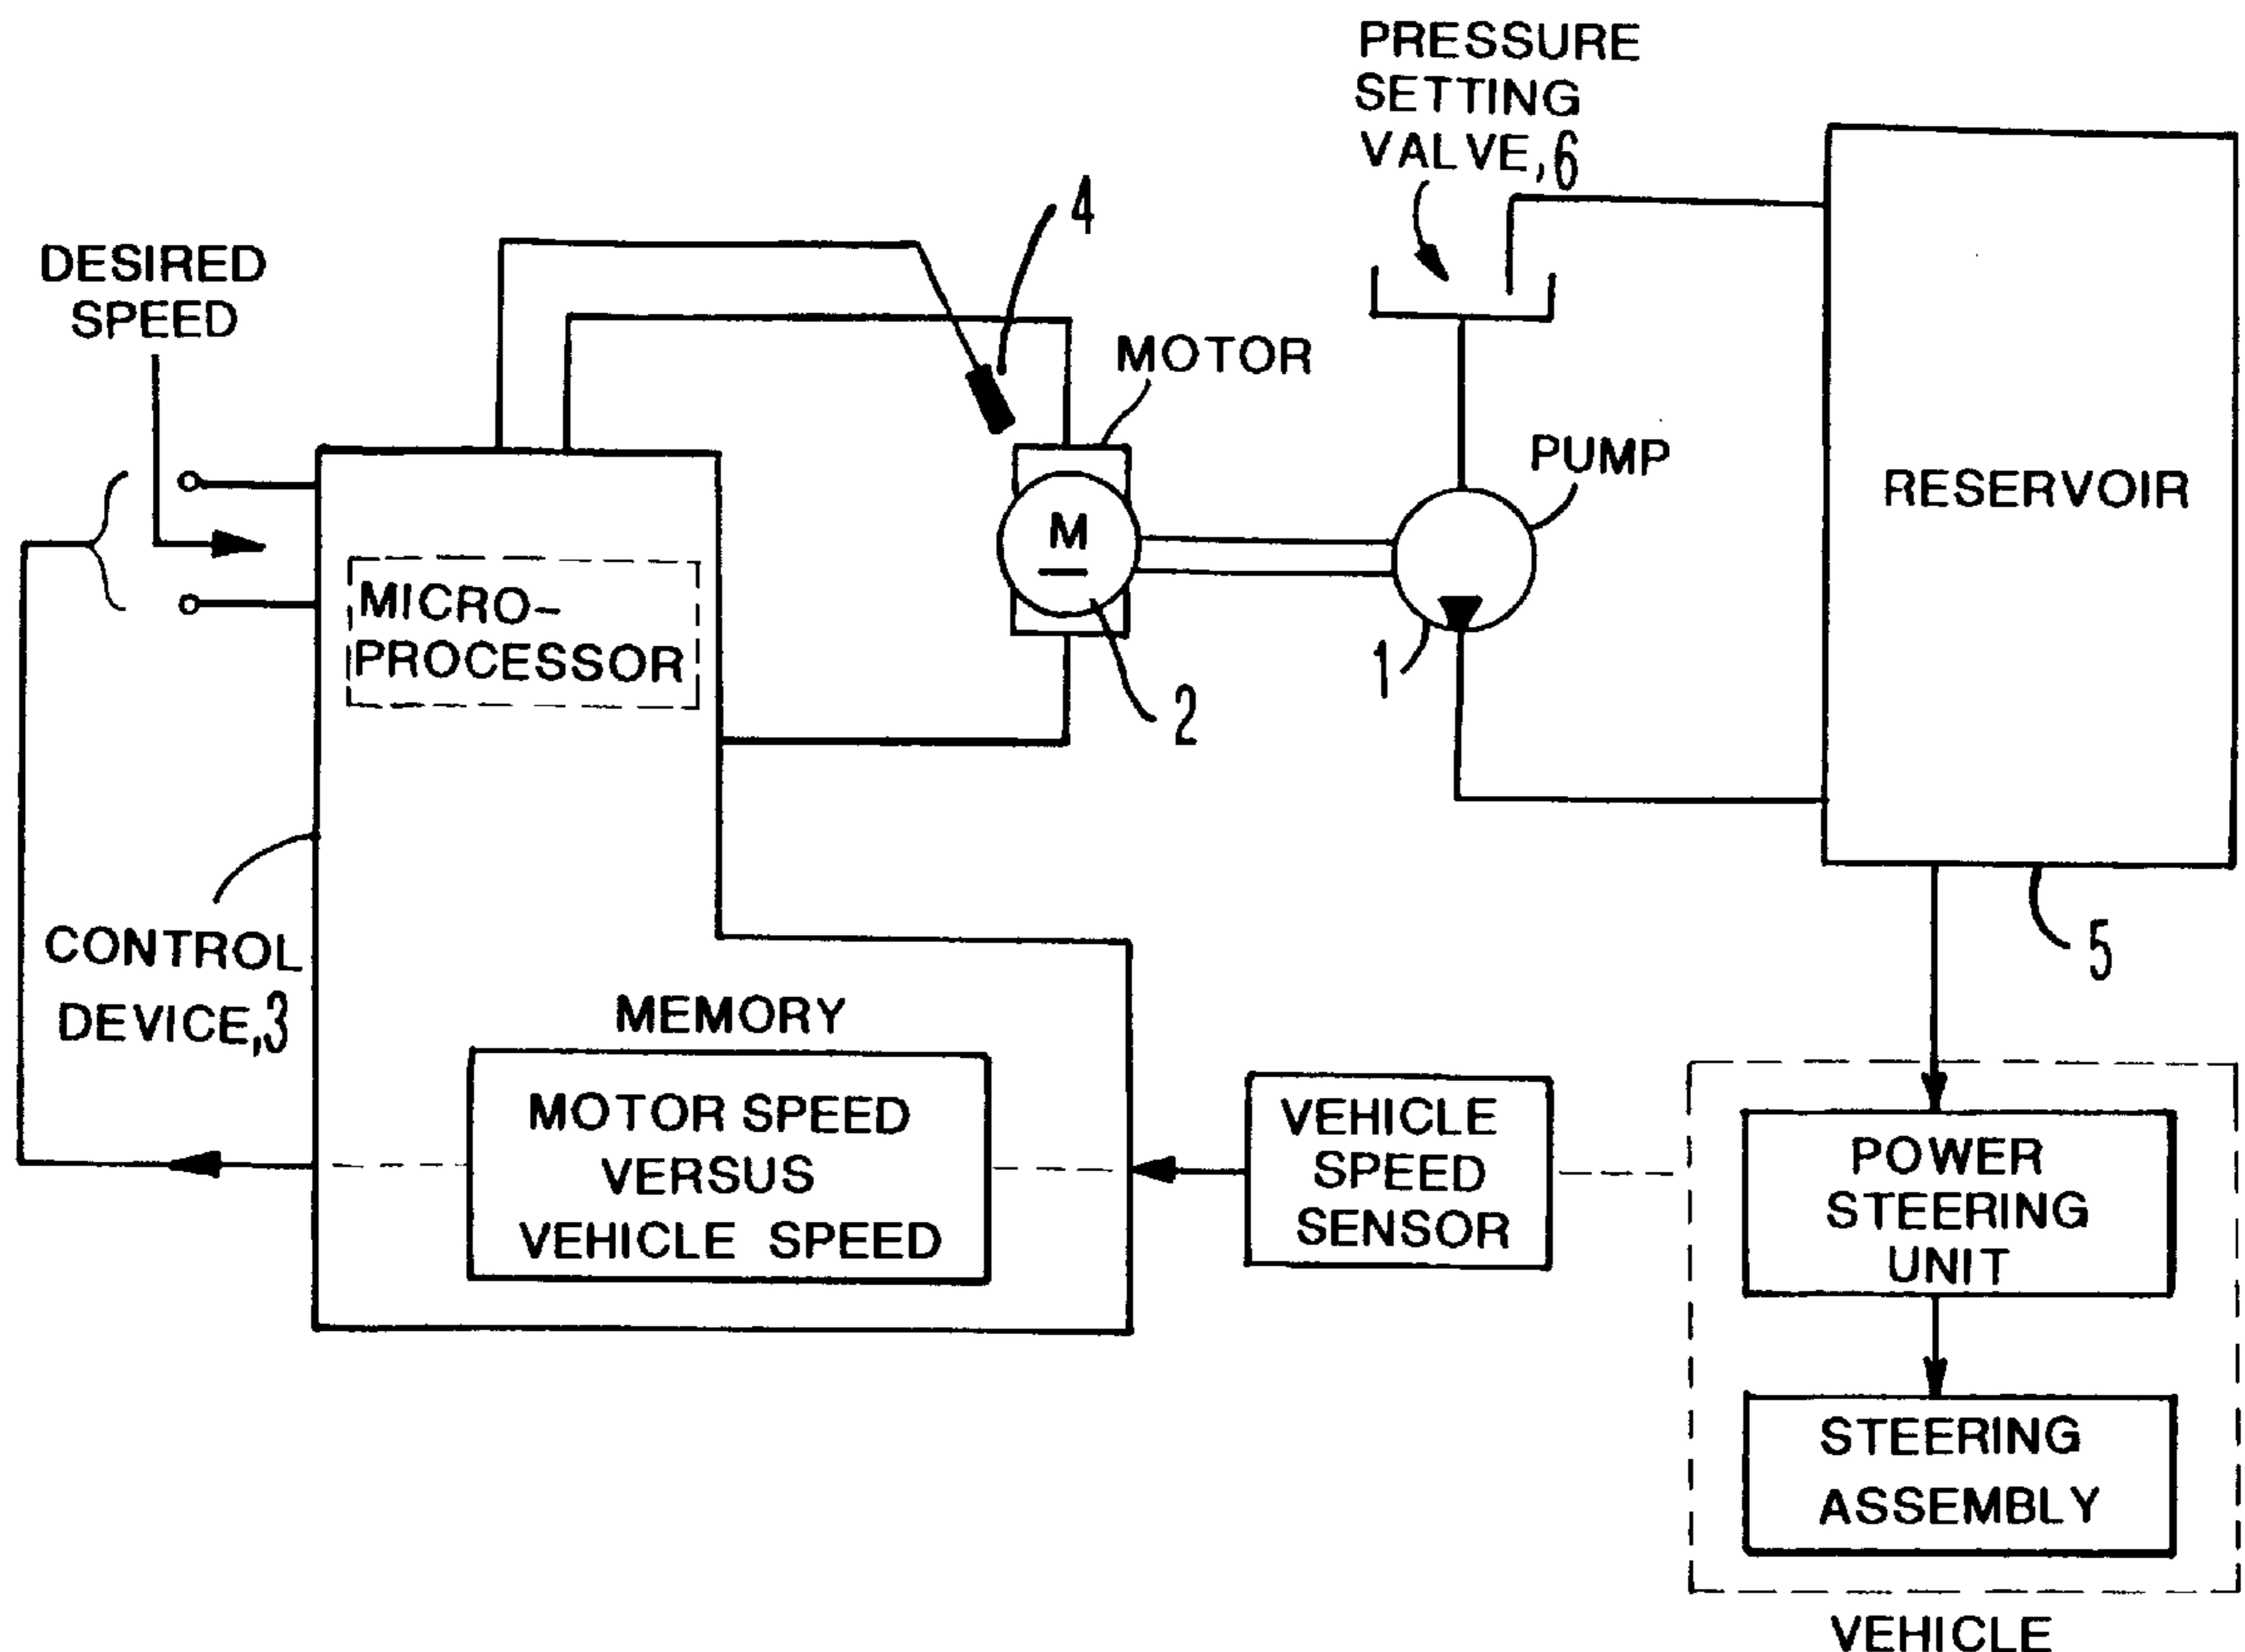 PRESSURE
SETTING
VALVE,6
4
DESIRED
SPEED
MOTOR
PUMP
RESERVOIR
M
MICRO-
PROCESSOR
1
2
CONTROL
DEVICE,3
5
MEMORY
MOTOR SPEED
VERSUS
VEHICLE SPEED
VEHICLE
SPEED
SENSOR
POWER
STEERING
UNIT
STEERING
ASSEMBLY
VEHICLE